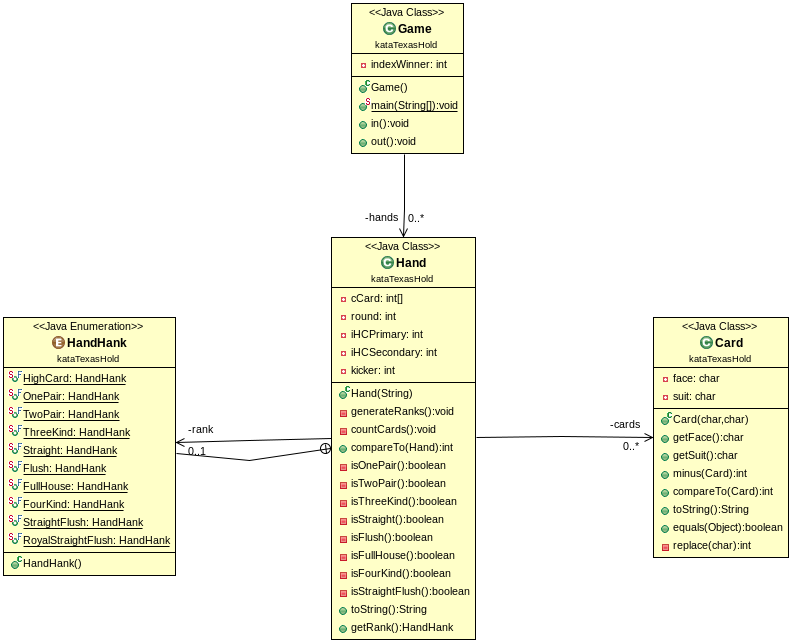 <<Java Class>>
Game
kataTexasHold
indexWinner: int
Game()
main(String[]):void
in():void
out():void
-hands
0..*
<<Java Class>>
Hand
kataTexasHold
cCard: int[]
round: int
iHCPrimary: int
iHCSecondary: int
kicker: int
Hand(String)
generateRanks():void
countCards():void
compareTo(Hand):int
isOnePair():boolean
isTwoPair():boolean
isThreeKind():boolean
isStraight():boolean
isFlush():boolean
isFullHouse():boolean
isFourKind():boolean
isStraightFlush():boolean
toString():String
getRank():HandHank
<<Java Enumeration>>
HandHank
kataTexasHold
HighCard: HandHank
OnePair: HandHank
TwoPair: HandHank
ThreeKind: HandHank
Straight: HandHank
Flush: HandHank
FullHouse: HandHank
FourKind: HandHank
StraightFlush: HandHank
RoyalStraightFlush: HandHank
HandHank()
-rank
0..1
-cards
0..*
<<Java Class>>
Card
kataTexasHold
face: char
suit: char
Card(char,char)
getFace():char
getSuit():char
minus(Card):int
compareTo(Card):int
toString():String
equals(Object):boolean
replace(char):int